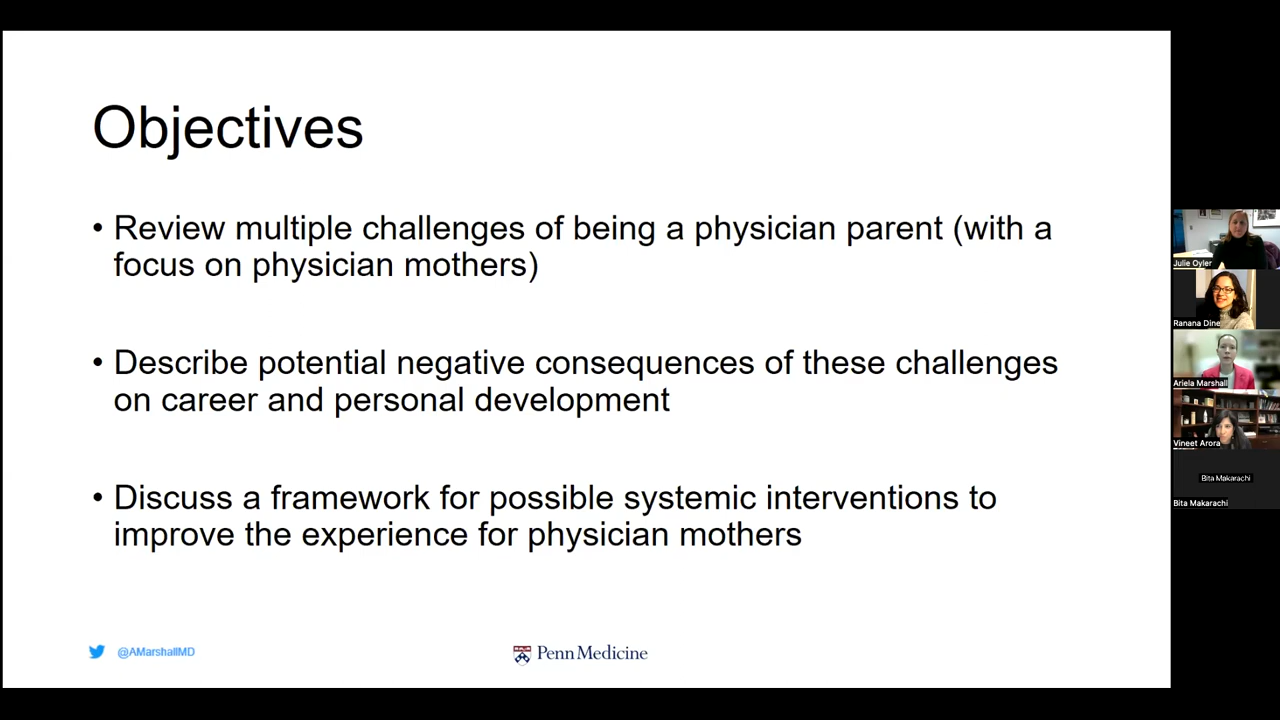 Objectives
• Review multiple challenges of being a physician parent (with a
focus on physician mothers)
• Describe potential negative consequences of these challenges
on career and personal development
• Discuss a framework for possible systemic interventions to
improve the experience for physician mothers
@AMarshallMD
Penn Medicine
Julie Oyler
Ranana Dine
Ariela Marshall
Vineet Arora
Bita Makarachi
Bita Makarachi